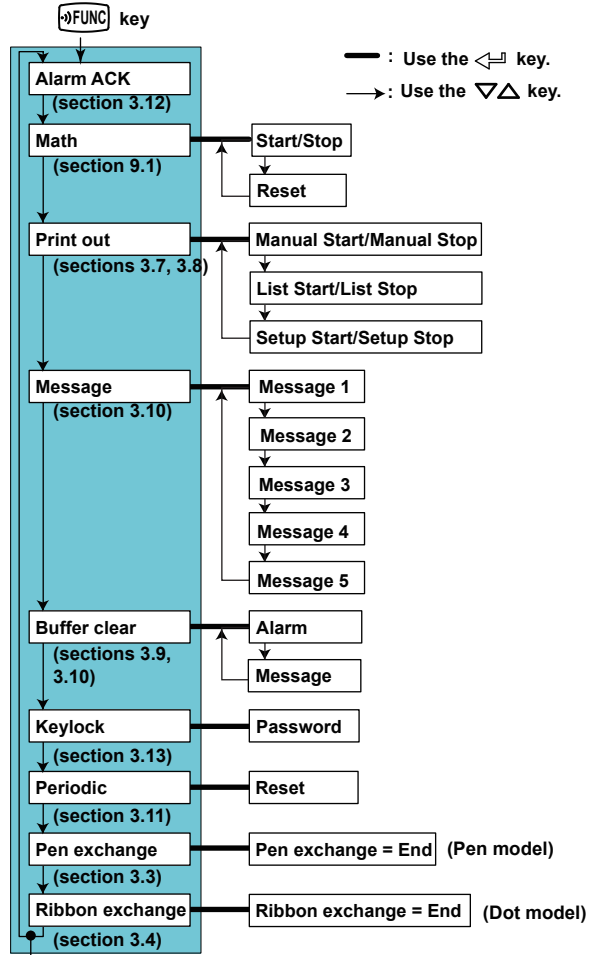 FUNC key
: Use the key.
: Use the key.
Alarm ACK
(section 3.12)
Math
Start/Stop
(section 9.1)
Reset
Print out
Manual Start/Manual Stop
(sections 3.7, 3.8)
List Start/List Stop
Setup Start/Setup Stop
Message
Message 1
(section 3.10)
Message 2
Message 3
Message 4
Message 5
Buffer clear
Alarm
(sections 3.9,
3.10)
Message
Keylock
Password
(section 3.13)
Periodic
Reset
(section 3.11)
Pen exchange
Pen exchange = End (Pen model)
(section 3.3)
Ribbon exchange
Ribbon exchange = End (Dot model)
(section 3.4)